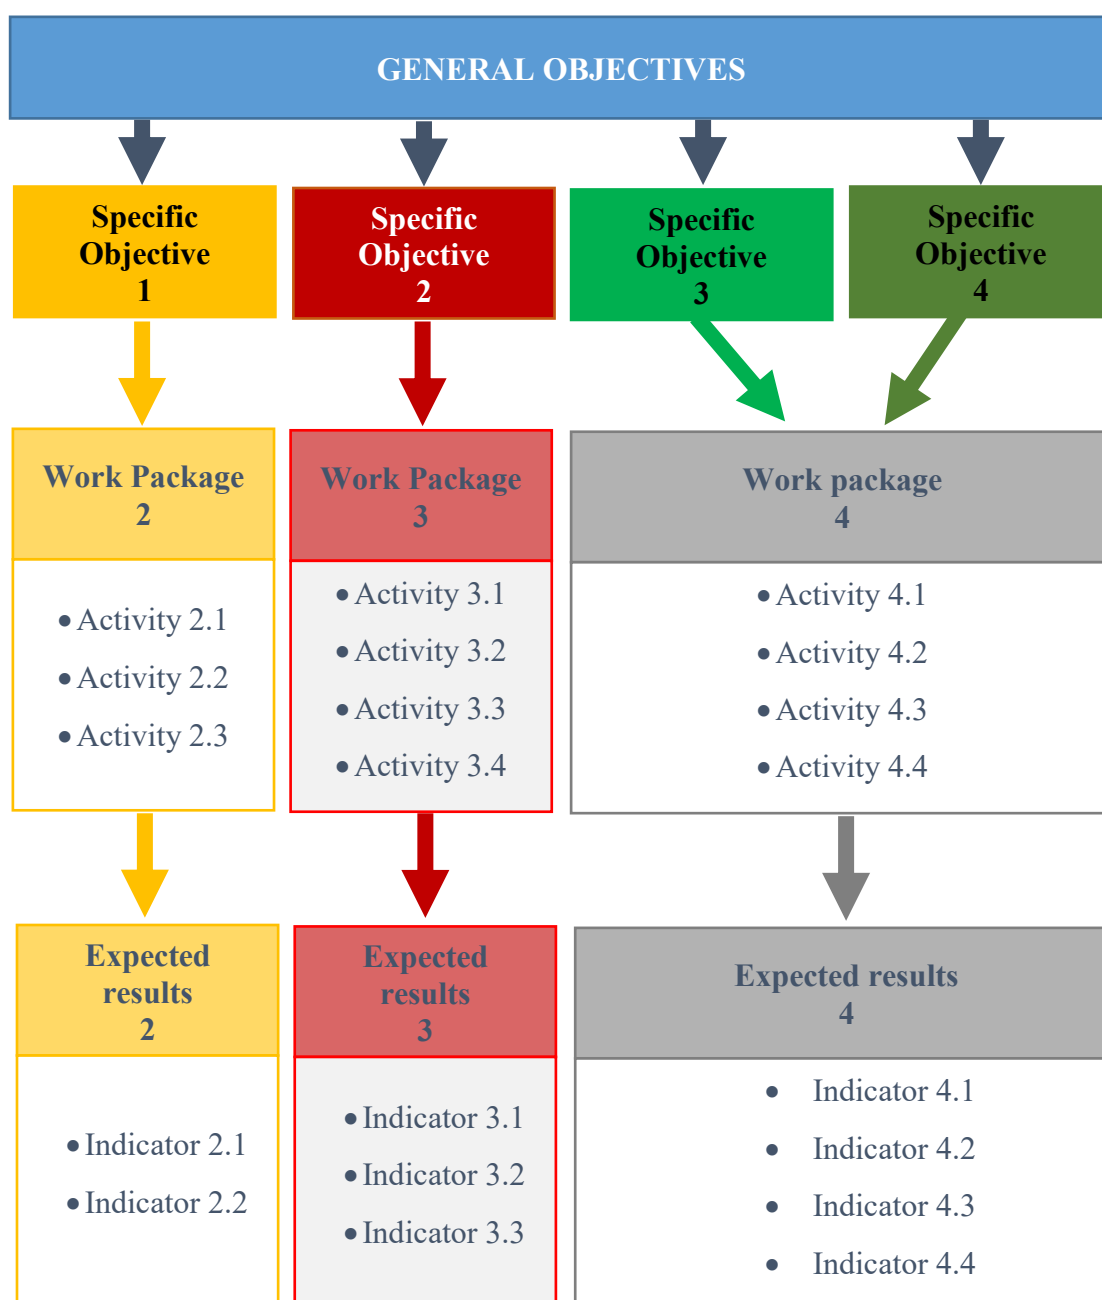 GENERAL OBJECTIVES
Specific
Objective
1
Specific
Objective
2
Specific
Objective
3
Specific
Objective
4
Work Package
2
• Activity 2.1
• Activity 2.2
• Activity 2.3
Work Package
3
• Activity 3.1
• Activity 3.2
• Activity 3.3
• Activity 3.4
Work package
4
• Activity 4.1
• Activity 4.2
• Activity 4.3
• Activity 4.4
Expected
results
2
• Indicator 2.1
• Indicator 2.2
Expected
results
3
• Indicator 3.1
• Indicator 3.2
• Indicator 3.3
Expected results
4
• Indicator 4.1
• Indicator 4.2
• Indicator 4.3
• Indicator 4.4